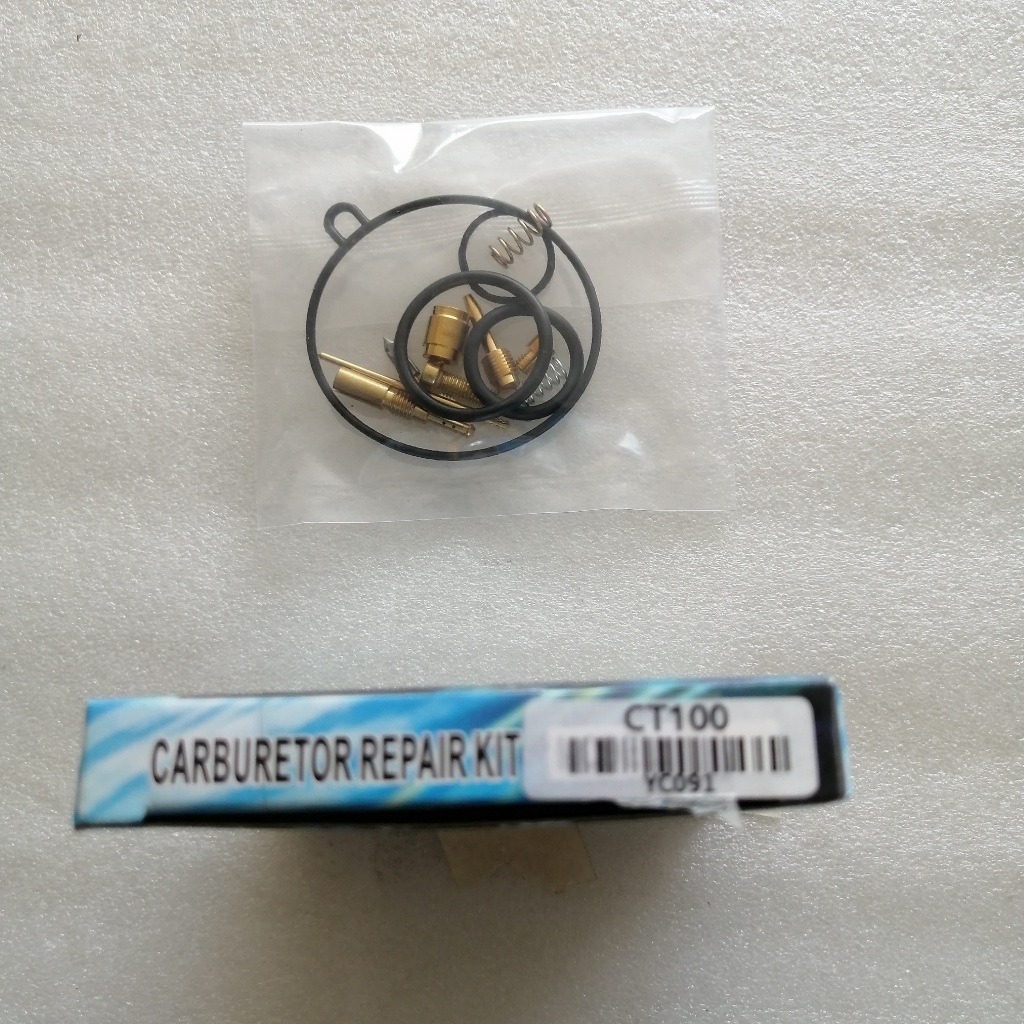 CARBURETOR REPAIR KIT
CT100
YC091